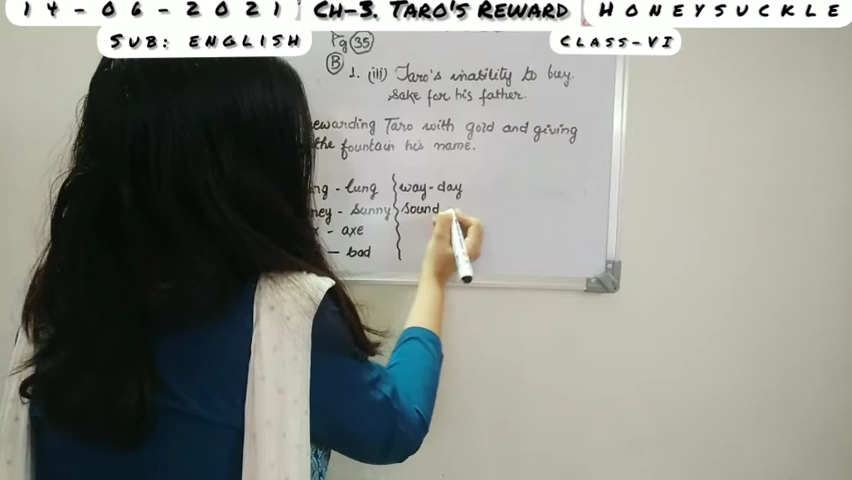 14-06-2021 CH-3. TARO'S REWARD HONEYSUCKLE
SUB: ENGLISH CLASS-VI
Pg 35
B
1. (iii) Taro's inability to buy
sake for his father.
ewarding Taro with gold and giving
the fountain his name.
ng - lung way - day
ney - sunny sound
x - axe
- bad